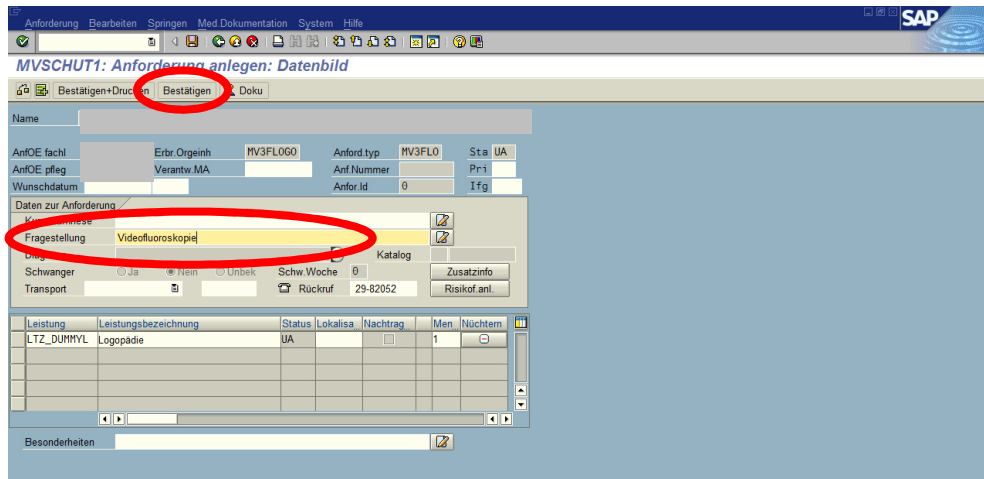 Anforderung Bearbeiten Springen Med.Dokumentation System Hilfe
SAP
MVSCHUT1: Anforderung anlegen: Datenbild
Bestätigen+Drucken Bestätigen Doku
Name
AnfOE fachl Erbr.Orgeinh MV3FLOGO Anford.typ MV3FLO Sta UA
AnfOE pfleg Verantw.MA Anf.Nummer Pri
Wunschdatum Anfor.Id 0 Ifg
Daten zur Anforderung
Fragestellung Videofluoroskopie
Katalog
Schwanger Ja Nein Unbek Schw.Woche 0 Zusatzinfo
Transport Rückruf 29-82052 Risikof.anl.
Leistung Leistungsbezeichnung Status Lokalisa Nachtrag Men Nüchtern
LTZ_DUMMYL Logopädie UA 1
Besonderheiten